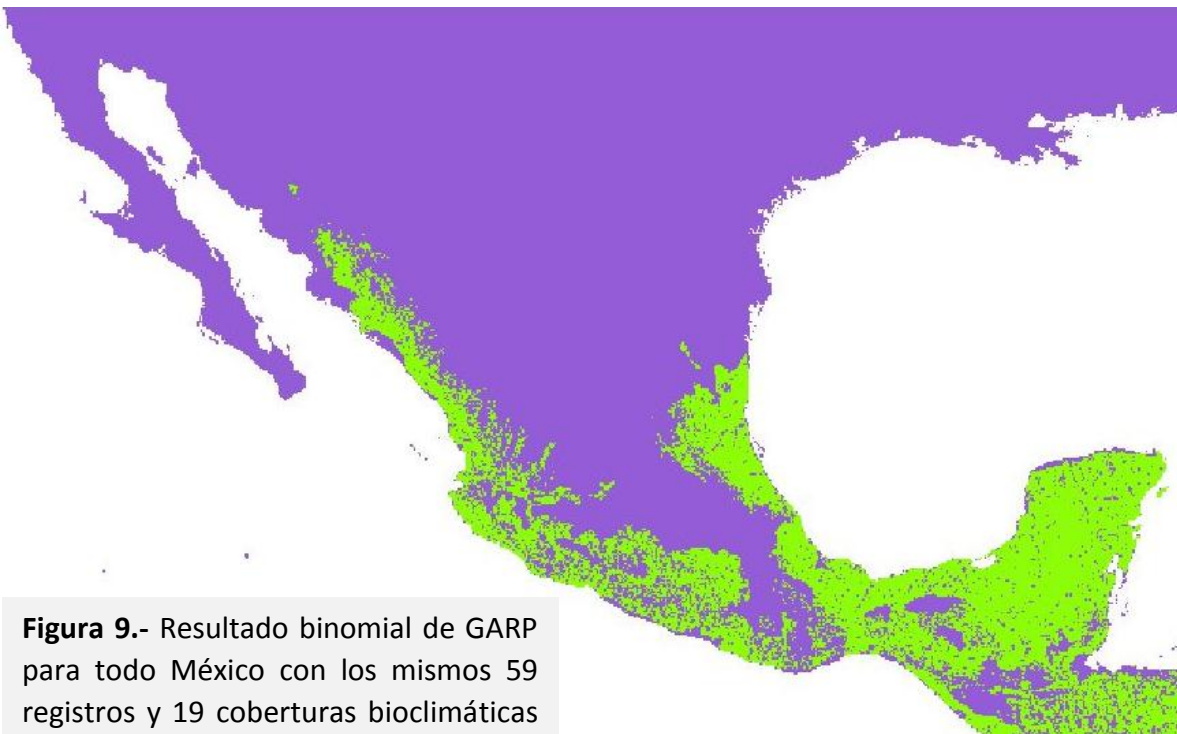 Figura 9.- Resultado binomial de GARP
para todo México con los mismos 59
registros y 19 coberturas bioclimáticas